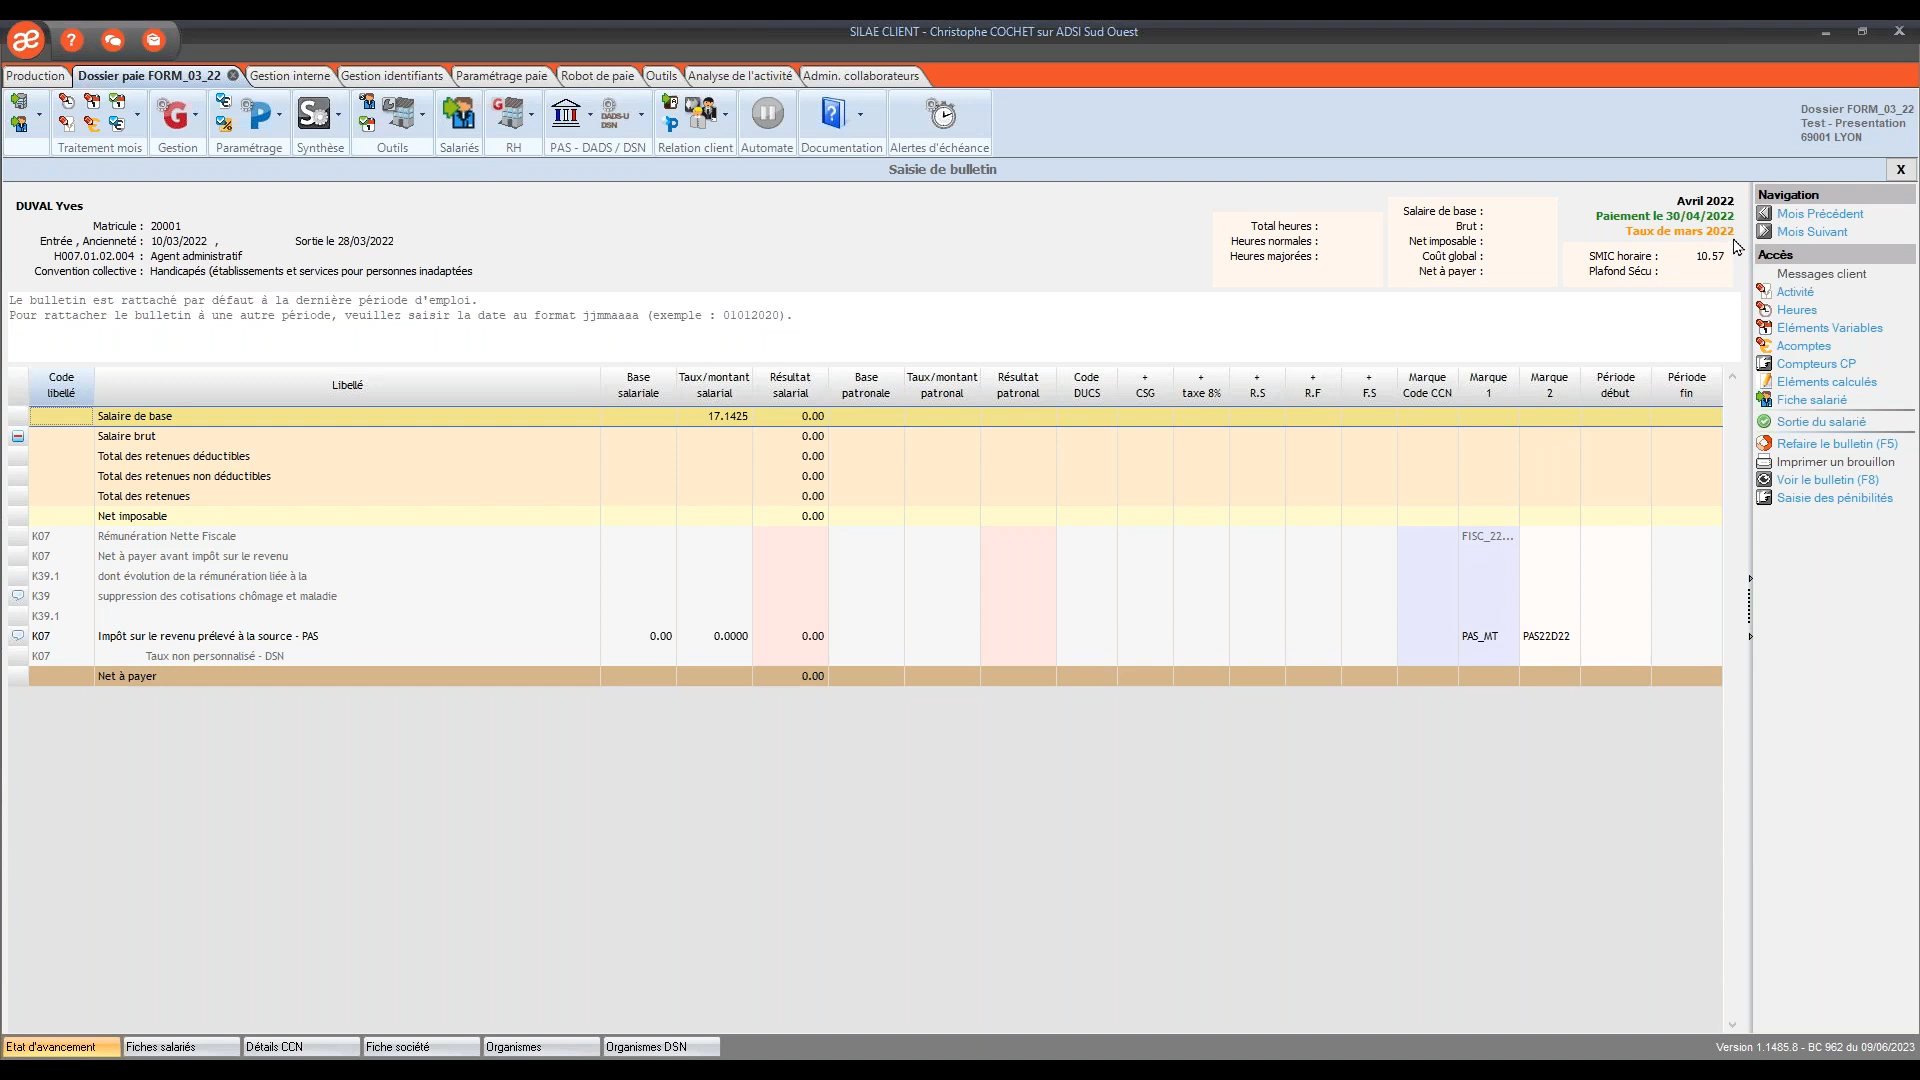 SILAE CLIENT - Christophe COCHET sur ADSI Sud Ouest
Production Dossier paie FORM_03_22 Gestion interne Gestion identifiants Paramétrage paie Robot de paie Outils Analyse de l'activité Admin. collaborateurs
Traitement mois Gestion Paramétrage Synthèse Outils Salariés RH PAS - DADS / DSN Relation client Automate Documentation Alertes d'échéance
DADS-U
DSN
Dossier FORM_03_22
Test - Presentation
69001 LYON
Saisie de bulletin
X
DUVAL Yves
Matricule : 20001
Entrée , Ancienneté : 10/03/2022 , Sortie le 28/03/2022
H007.01.02.004 : Agent administratif
Convention collective : Handicapés (établissements et services pour personnes inadaptées
Total heures :
Heures normales :
Heures majorées :
Salaire de base :
Brut :
Net imposable :
Coût global :
Net à payer :
Avril 2022
Paiement le 30/04/2022
Taux de mars 2022
SMIC horaire : 10.57
Plafond Sécu :
Le bulletin est rattaché par défaut à la dernière période d'emploi.
Pour rattacher le bulletin à une autre période, veuillez saisir la date au format jjmmaaaa (exemple : 01012020).
Code libellé Libellé Base salariale Taux/montant salarial Résultat salarial Base patronale Taux/montant patronal Résultat patronal Code DUCS + CSG + taxe 8% + R.S + R.F + F.S Marque Code CCN Marque 1 Marque 2 Période début Période fin
Salaire de base 17.1425 0.00
Salaire brut 0.00
Total des retenues déductibles 0.00
Total des retenues non déductibles 0.00
Total des retenues 0.00
Net imposable 0.00
K07 Rémunération Nette Fiscale FISC_22...
K07 Net à payer avant impôt sur le revenu
K39.1 dont évolution de la rémunération liée à la
K39 suppression des cotisations chômage et maladie
K39.1
K07 Impôt sur le revenu prélevé à la source - PAS 0.00 0.0000 0.00 PAS_MT PAS22D22
K07 Taux non personnalisé - DSN
Net à payer 0.00
Navigation
Mois Précédent
Mois Suivant
Accès
Messages client
Activité
Heures
Eléments Variables
Acomptes
Compteurs CP
Eléments calculés
Fiche salarié
Sortie du salarié
Refaire le bulletin (F5)
Imprimer un brouillon
Voir le bulletin (F8)
Saisie des pénibilités
Etat d'avancement Fiches salariés Détails CCN Fiche société Organismes Organismes DSN
Version 1.1485.8 - BC 962 du 09/06/2023